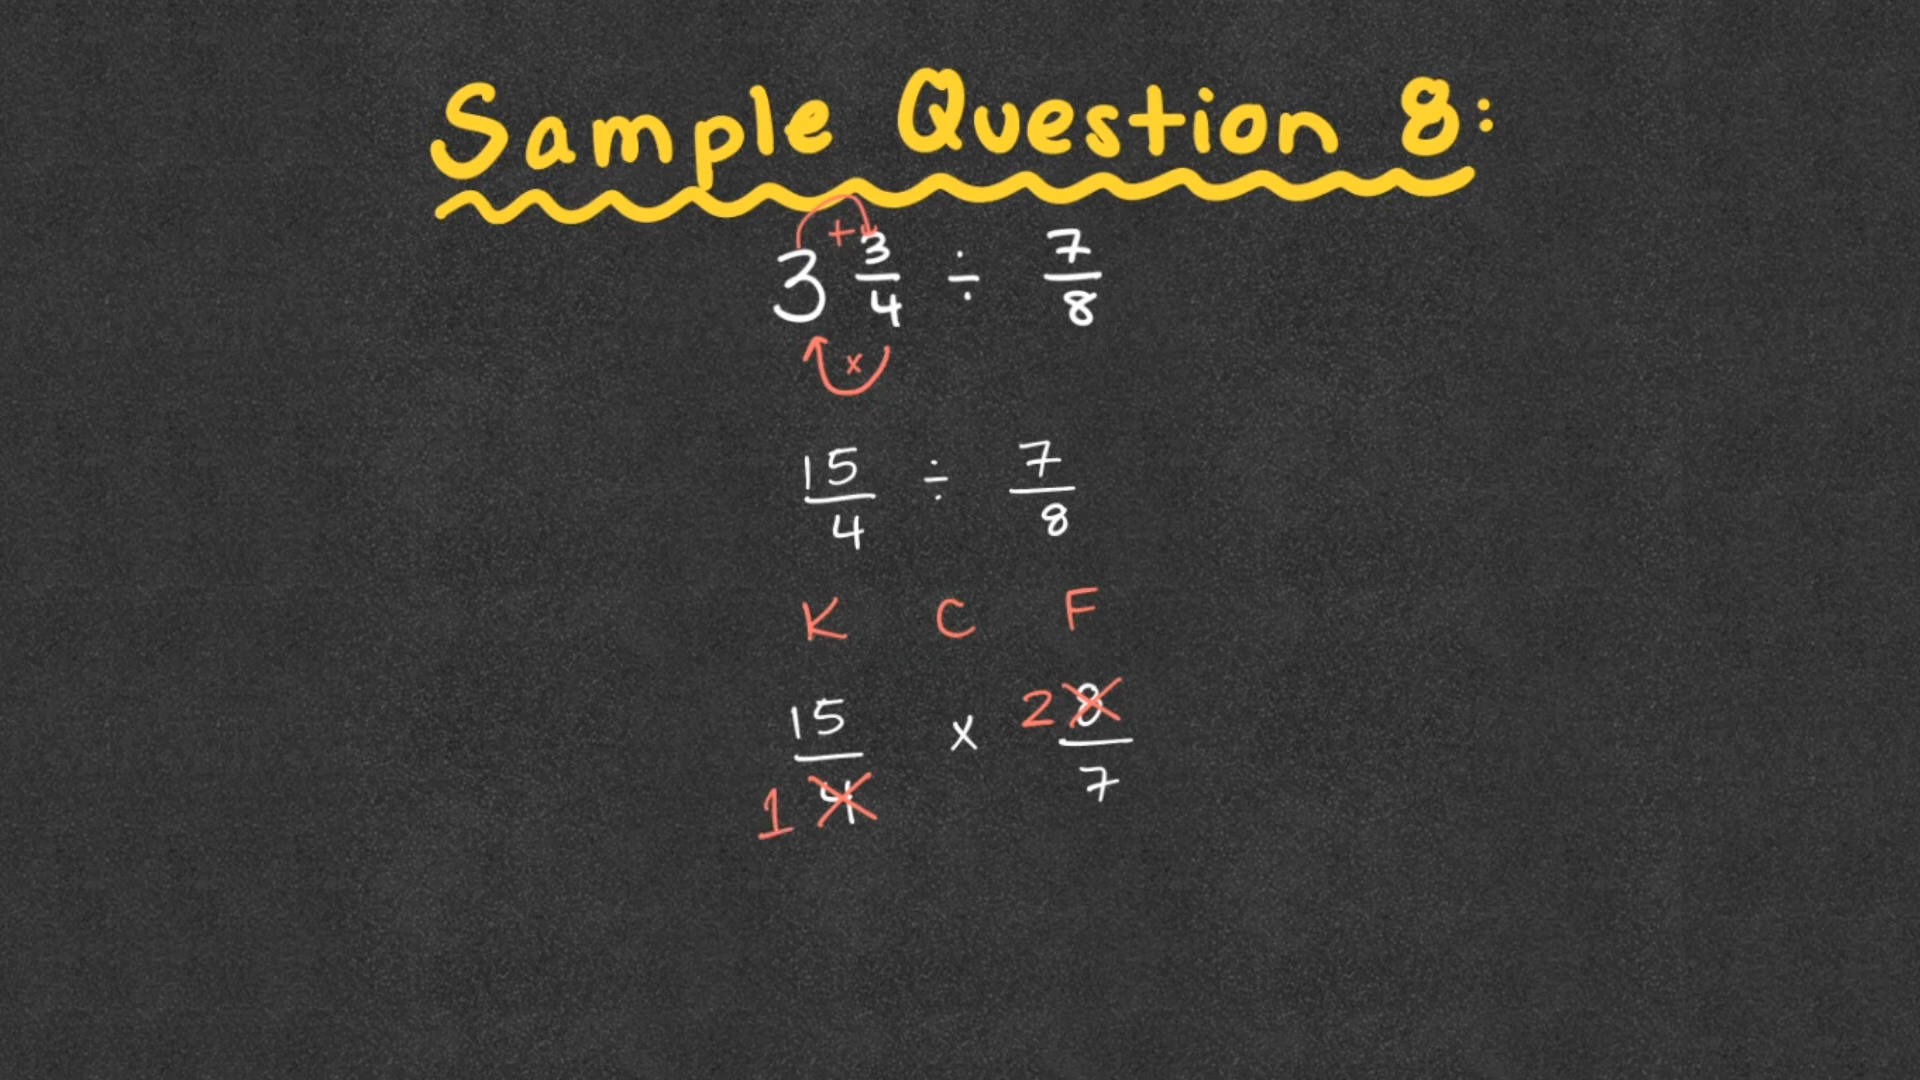 Sample Question 8:
+
3 3/4 ÷ 7/8
x
15/4 ÷ 7/8
K C F
15 x 2 8
1 4 7